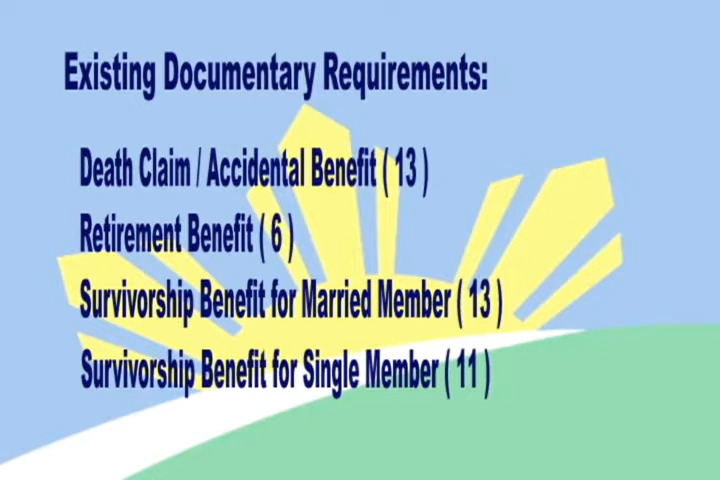 Existing Documentary Requirements:
Death Claim / Accidental Benefit ( 13 )
Retirement Benefit ( 6 )
Survivorship Benefit for Married Member ( 13 )
Survivorship Benefit for Single Member ( 11 )